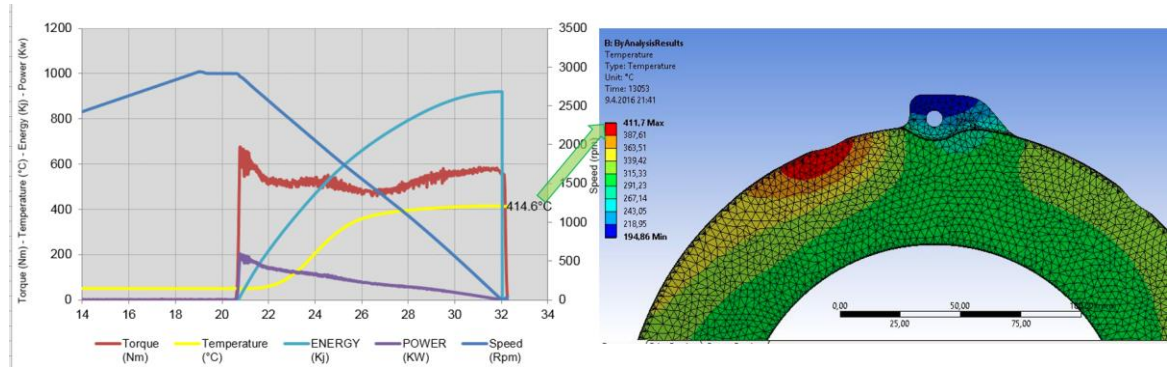 1200
1000
800
600
400
200
0
Torque (Nm) - Temperature (°C) - Energy (Kj) - Power (Kw)
3500
3000
2500
2000
1500
1000
500
0
Speed (rpm)
414.6°C
14 16 18 20 22 24 26 28 30 32 34
Torque (Nm)
Temperature (°C)
ENERGY (Kj)
POWER (KW)
Speed (Rpm)
B: ByAnalysisResults
Temperature
Type: Temperature
Unit: °C
Time: 13053
9.4.2016 21:41
411.7 Max
387,61
363,51
339,42
315,33
291,23
267,14
243,05
218,95
194,86 Min
0,00 50,00
25,00 75,00